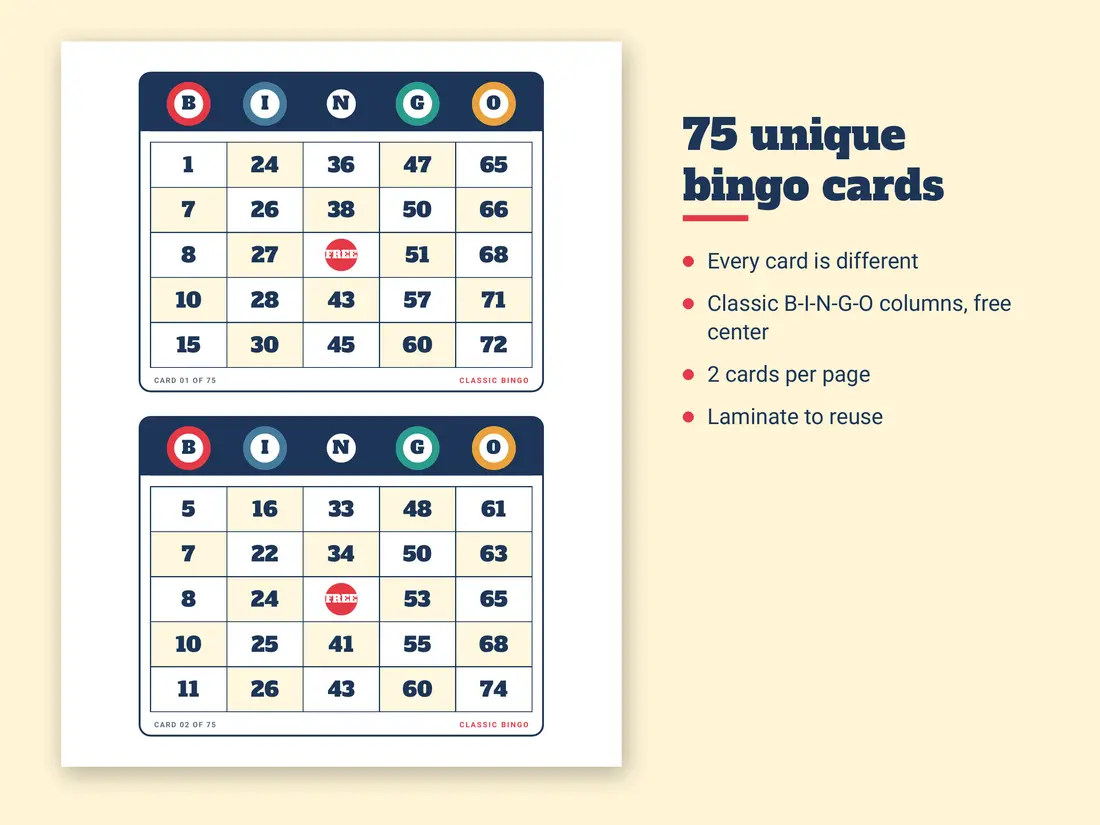 B I N G O
1 24 36 47 65
7 26 38 50 66
8 27 FREE 51 68
10 28 43 57 71
15 30 45 60 72
CARD 01 OF 75 CLASSIC BINGO
B I N G O
5 16 33 48 61
7 22 34 50 63
8 24 FREE 53 65
10 25 41 55 68
11 26 43 60 74
CARD 02 OF 75 CLASSIC BINGO
75 unique
bingo cards
Every card is different
Classic B-I-N-G-O columns, free
center
2 cards per page
Laminate to reuse